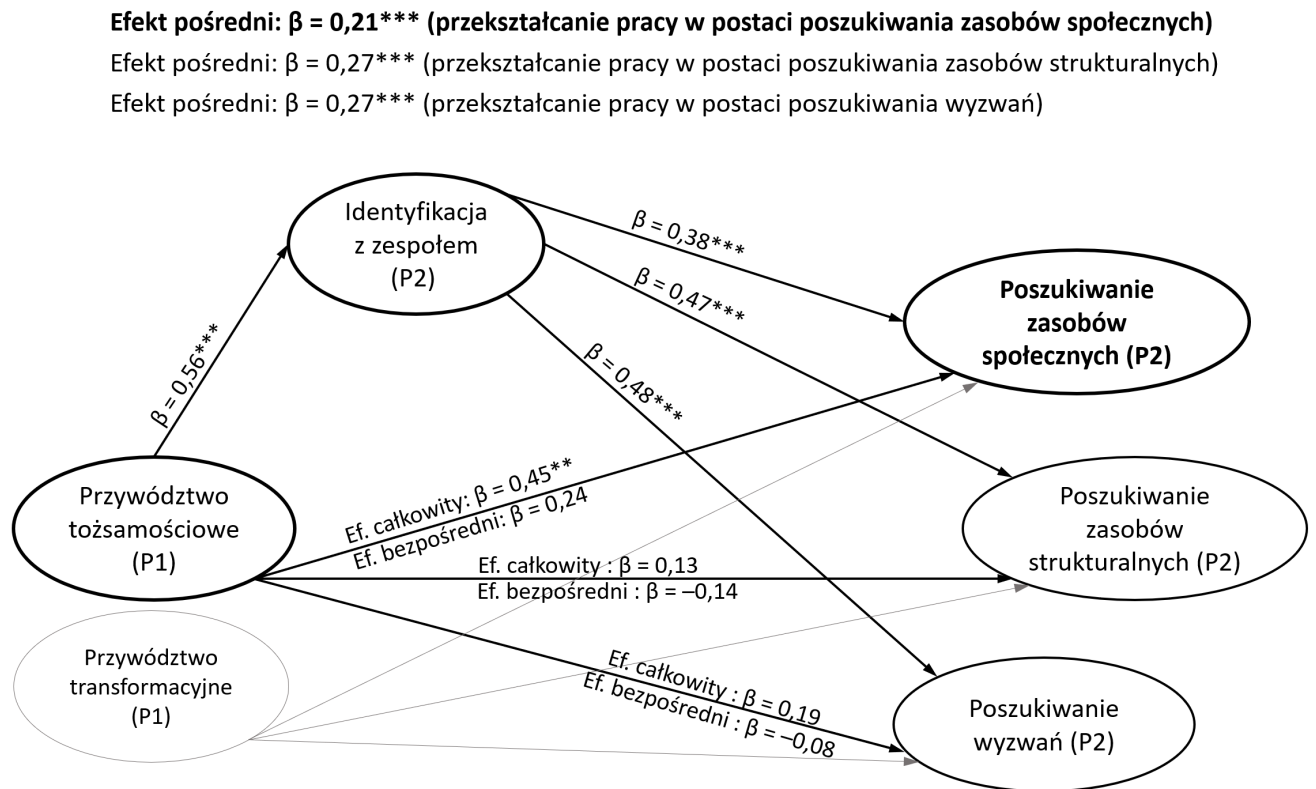 Efekt pośredni: β = 0,21*** (przekształcanie pracy w postaci poszukiwania zasobów społecznych)
Efekt pośredni: β = 0,27*** (przekształcanie pracy w postaci poszukiwania zasobów strukturalnych)
Efekt pośredni: β = 0,27*** (przekształcanie pracy w postaci poszukiwania wyzwań)
Identyfikacja
z zespołem
(P2)
β = 0,38***
β = 0,47***
β = 0,48***
β = 0,56***
Poszukiwanie
zasobów
społecznych (P2)
Przywództwo
tożsamościowe
(P1)
Ef. całkowity: β = 0,45**
Ef. bezpośredni: β = 0,24
Ef. całkowity : β = 0,13
Ef. bezpośredni : β = –0,14
Poszukiwanie
zasobów
strukturalnych (P2)
Przywództwo
transformacyjne
(P1)
Ef. całkowity : β = 0,19
Ef. bezpośredni : β = –0,08
Poszukiwanie
wyzwań (P2)